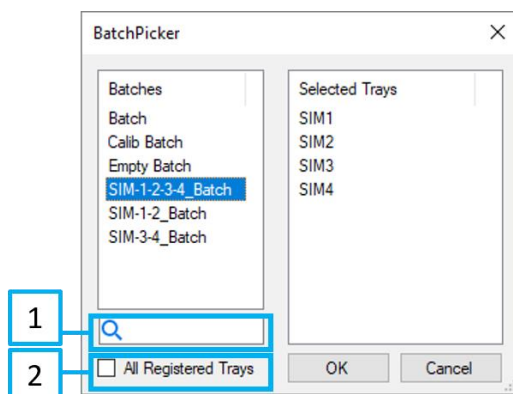 BatchPicker
Batches
Batch
Calib Batch
Empty Batch
SIM-1-2-3-4_Batch
SIM-1-2_Batch
SIM-3-4_Batch
Selected Trays
SIM1
SIM2
SIM3
SIM4
1
2
All Registered Trays
OK
Cancel